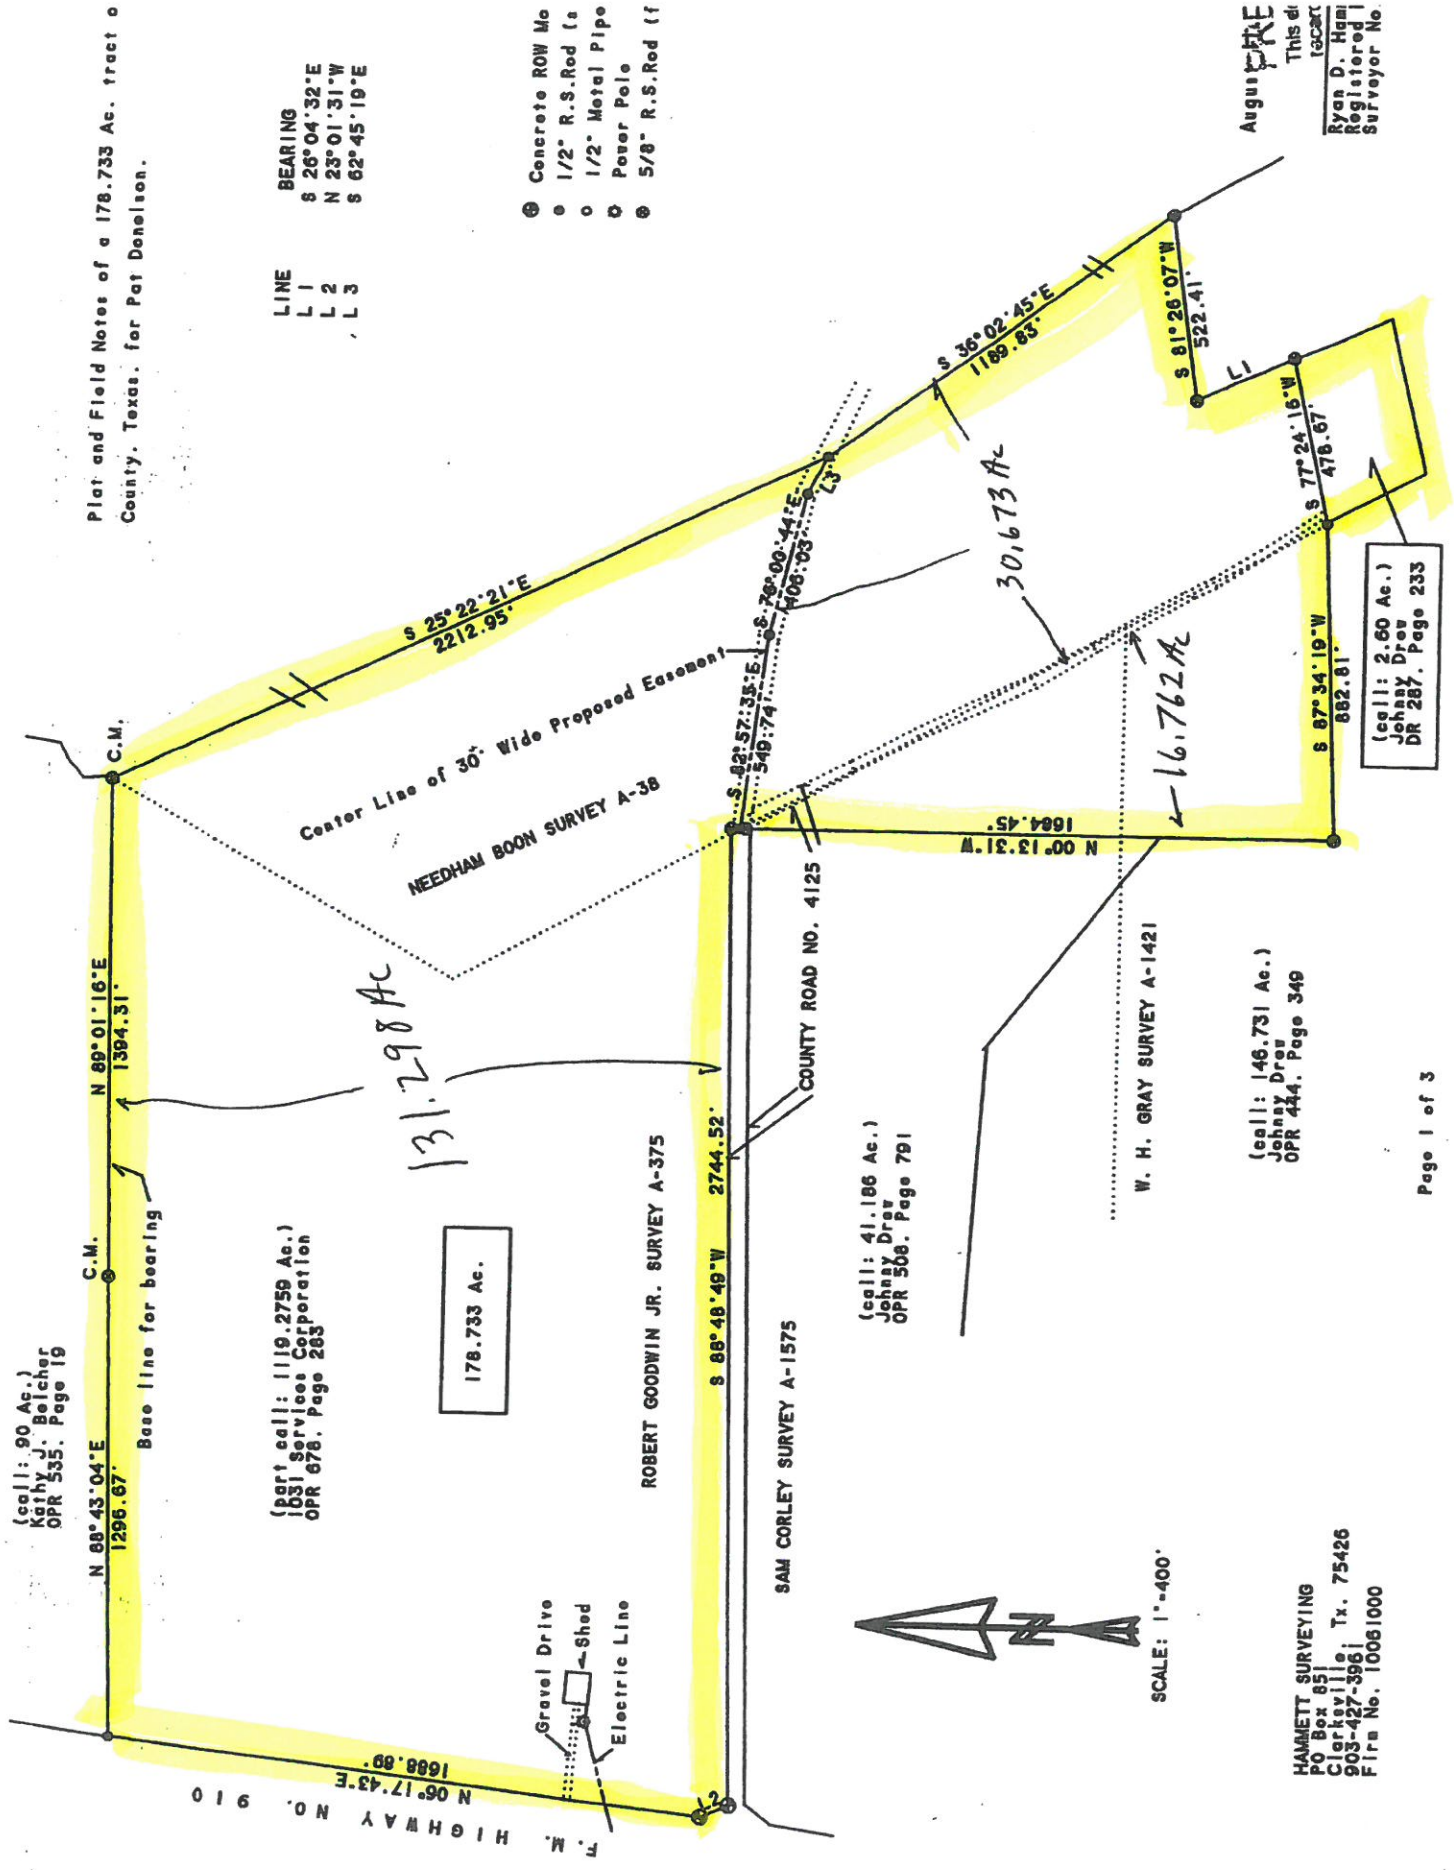 Plat and Field Notes of a 178.733 Ac. tract o
County, Texas, for Pat Donelson.
LINE BEARING
L 1 S 26°04'32"E
L 2 N 23°01'31"W
L 3 S 62°45'19"E
Concrete ROW Mo
1/2" R.S.Rod (s
1/2" Metal Pipe
Power Pole
5/8" R.S.Rod (f
August
PRE
This d
recor
Ryan D. Ham
Registered
Surveyor No.
(call: 90 Ac.)
Kathy J. Belcher
OPR 535, Page 19
N 88°43'04"E
1296.67'
C.M.
N 89°01'16"E
1394.31'
C.M.
Base line for bearing
(part call: 1119.2759 Ac.)
1031 Services Corporation
OPR 678, Page 263
131.298 Ac
178.733 Ac.
S 25°22'21"E
2212.95'
Center Line of 30' Wide Proposed Easement
NEEDHAM BOON SURVEY A-38
ROBERT GOODWIN JR. SURVEY A-375
F. M. HIGHWAY NO. 910
N 06°17'43"E
1688.89'
Gravel Drive
Shed
Electric Line
L2
S 88°48'49"W 2744.52'
S 82°57'35"E
549.74'
S 76°00'44"E
406.03'
L3
S 36°02'45"E
1189.83'
30.673 Ac
SAM CORLEY SURVEY A-1575
COUNTY ROAD NO. 4125
(call: 41.186 Ac.)
Johnny Drew
OPR 508, Page 791
N 00°13'31"W
1684.45'
16.762 Ac
S 81°26'07"W
522.41'
L1
S 77°24'16"W
478.67'
S 87°34'19"W
882.81'
W. H. GRAY SURVEY A-1421
(call: 146.731 Ac.)
Johnny Drew
OPR 444, Page 349
(call: 2.60 Ac.)
Johnny Drew
DR 287, Page 233
N
SCALE: 1"=400'
HAMMETT SURVEYING
PO Box 851
Clarksville, Tx. 75426
903-427-3961
Firm No. 10061000
Page 1 of 3